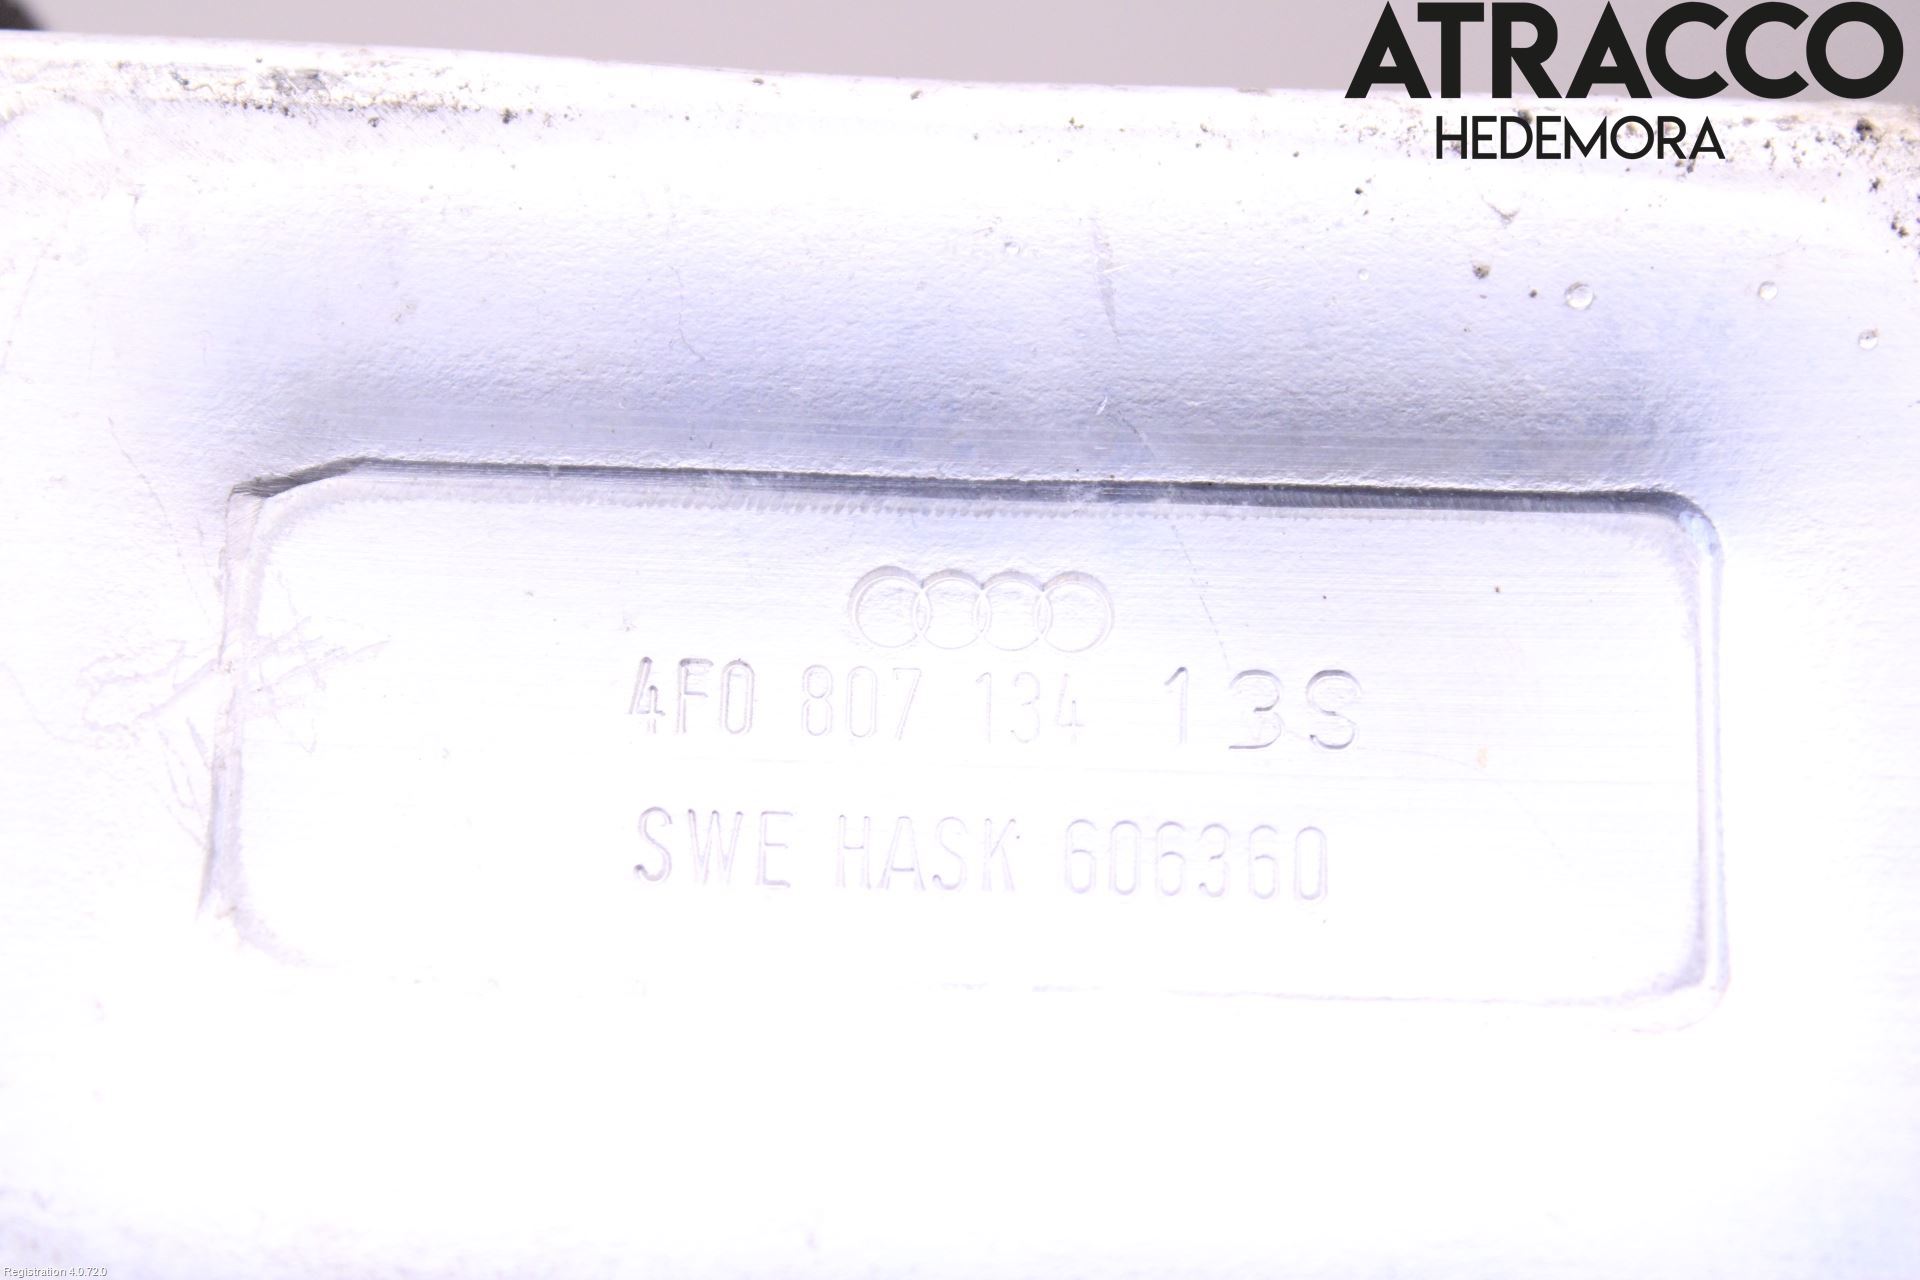 ATRACCO
HEDEMORA
4F0 807 134 13S
SWE HASK 606360
Registration 4.0.72.0